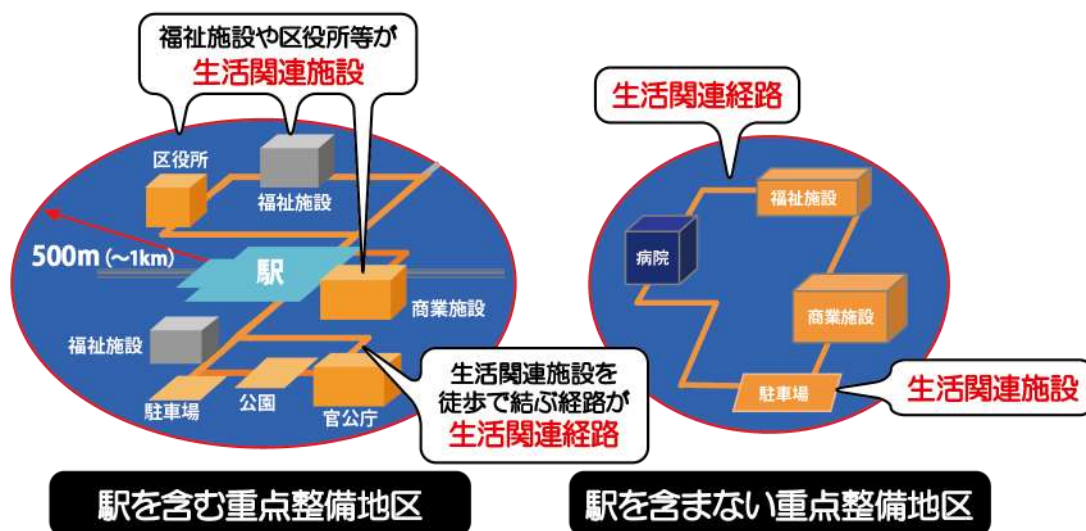 福祉施設や区役所等が
生活関連施設
区役所
福祉施設
500m(～1km)
駅
商業施設
福祉施設
駐車場
公園
官公庁
生活関連施設を
徒歩で結ぶ経路が
生活関連経路
駅を含む重点整備地区
生活関連経路
福祉施設
病院
商業施設
駐車場
生活関連施設
駅を含まない重点整備地区